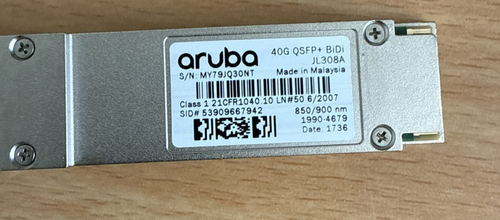 aruba
40G QSFP+ BiDi
JL308A
S/N: MY79JQ30NT Made in Malaysia
Class 1 21CFR1040.10 LN#50 6/2007
SID# 53909667942 850/900 nm
1990-4679
Date: 1736